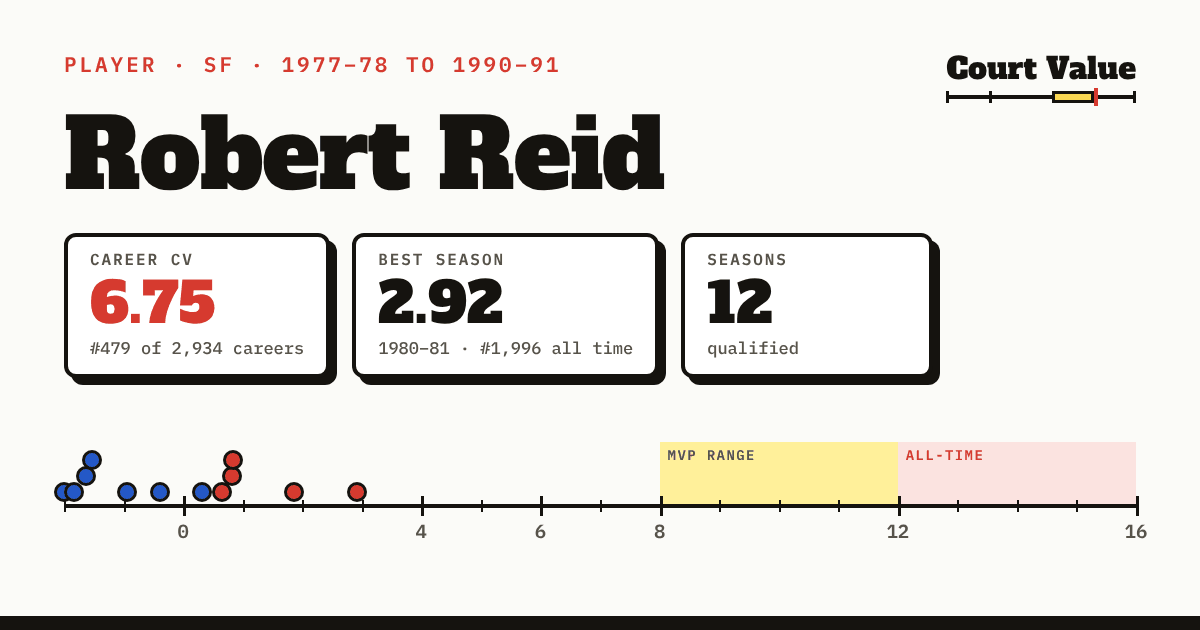 PLAYER · SF · 1977–78 TO 1990–91
Court Value
Robert Reid
CAREER CV
6.75
#479 of 2,934 careers
BEST SEASON
2.92
1980–81 · #1,996 all time
SEASONS
12
qualified
MVP RANGE
ALL-TIME
0 4 6 8 12 16